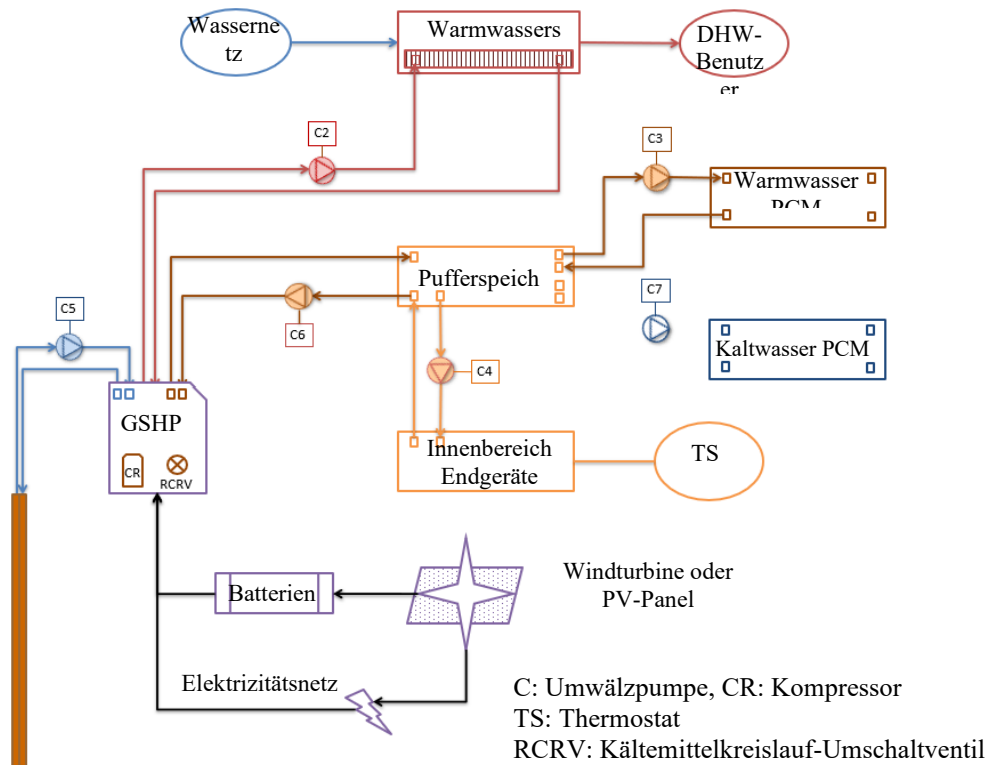 Wasserne
tz
Warmwassers
DHW-
Benutz
er
C2
C3
Warmwasser
PCM
Pufferspeich
C7
C5
C6
Kaltwasser PCM
C4
GSHP
Innenbereich
Endgeräte
TS
CR
RCRV
Windturbine oder
PV-Panel
Batterien
Elektrizitätsnetz
C: Umwälzpumpe, CR: Kompressor
TS: Thermostat
RCRV: Kältemittelkreislauf-Umschaltventil